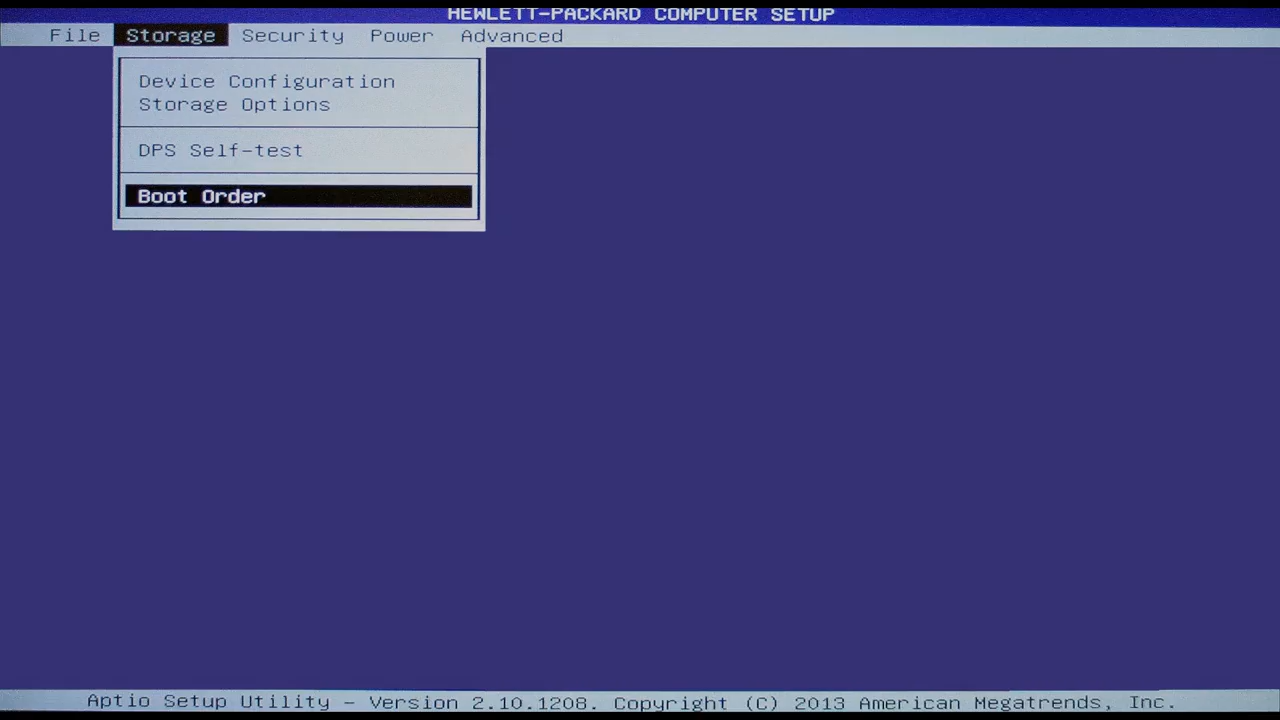 HEWLETT-PACKARD COMPUTER SETUP
File Storage Security Power Advanced
Device Configuration
Storage Options
DPS Self-test
Boot Order
Aptio Setup Utility - Version 2.10.1208. Copyright (C) 2013 American Megatrends, Inc.